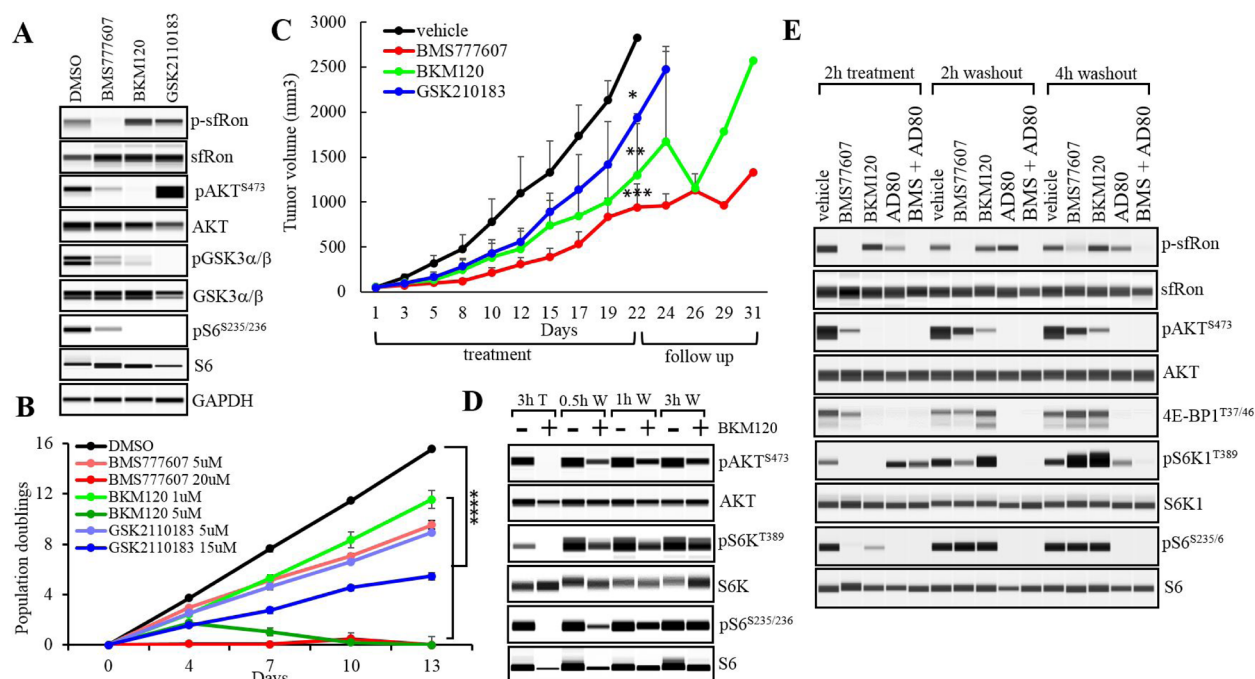 A
DMSO
BMS777607
BKM120
GSK2110183
p-sfRon
sfRon
pAKTS473
AKT
pGSK3α/β
GSK3α/β
pS6S235/236
S6
GAPDH
B
Population doublings
16
12
8
4
0
DMSO
BMS777607 5uM
BMS777607 20uM
BKM120 1uM
BKM120 5uM
GSK2110183 5uM
GSK2110183 15uM
****
0 4 7 10 13
Days
C
Tumor volume (mm3)
3000
2500
2000
1500
1000
500
0
vehicle
BMS777607
BKM120
GSK210183
*
**
***
1 3 5 8 10 12 15 17 19 22 24 26 29 31
Days
treatment follow up
D
3h T 0.5h W 1h W 3h W
- + - + - + - + BKM120
pAKTS473
AKT
pS6KT389
S6K
pS6S235/236
S6
E
2h treatment 2h washout 4h washout
vehicle
BMS77607
BKM120
AD80
BMS + AD80
vehicle
BMS77607
BKM120
AD80
BMS + AD80
vehicle
BMS77607
BKM120
AD80
BMS + AD80
p-sfRon
sfRon
pAKTS473
AKT
4E-BP1T37/46
pS6K1T389
S6K1
pS6S235/6
S6